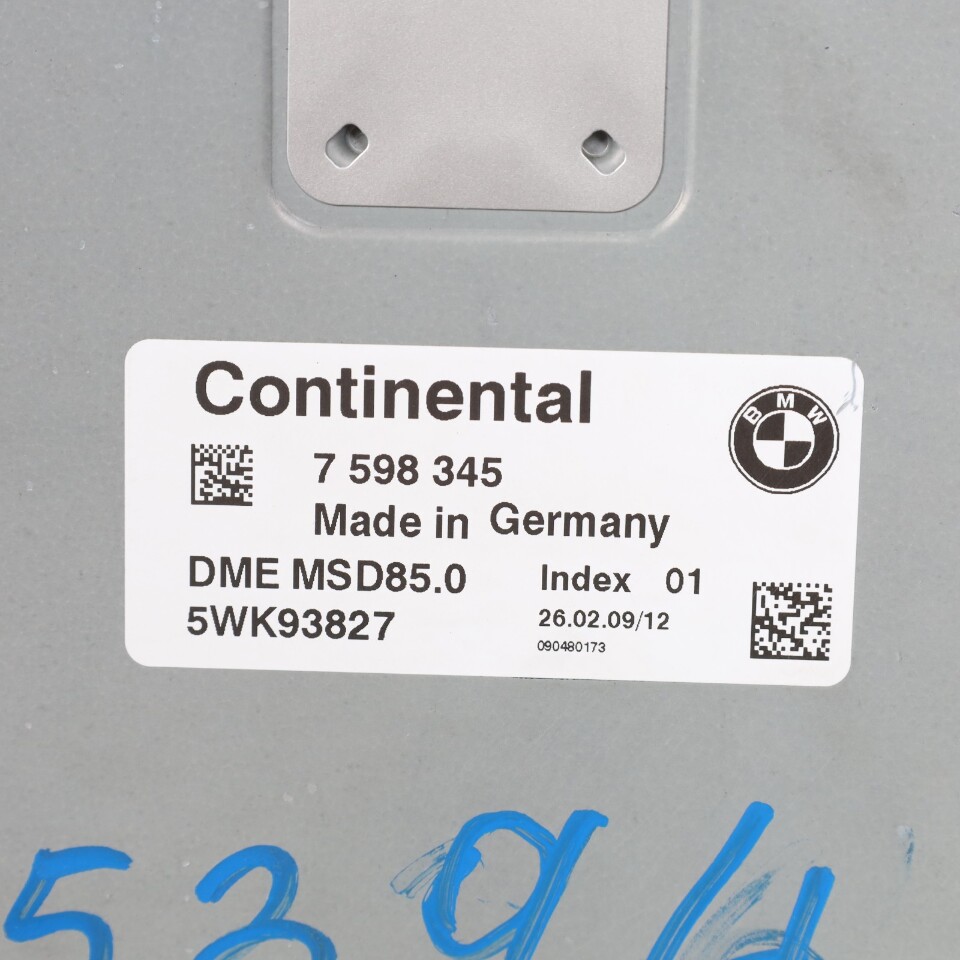 Continental
BMW
7 598 345
Made in Germany
DME MSD85.0 Index 01
5WK93827 26.02.09/12
090480173